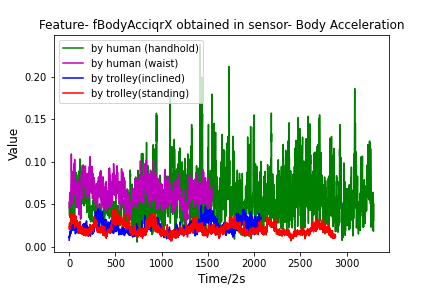 Feature- fBodyAcciqrX obtained in sensor- Body Acceleration
by human (handhold)
by human (waist)
by trolley(inclined)
by trolley(standing)
Value
0.20
0.15
0.10
0.05
0.00
0
500
1000
1500
2000
2500
3000
Time/2s